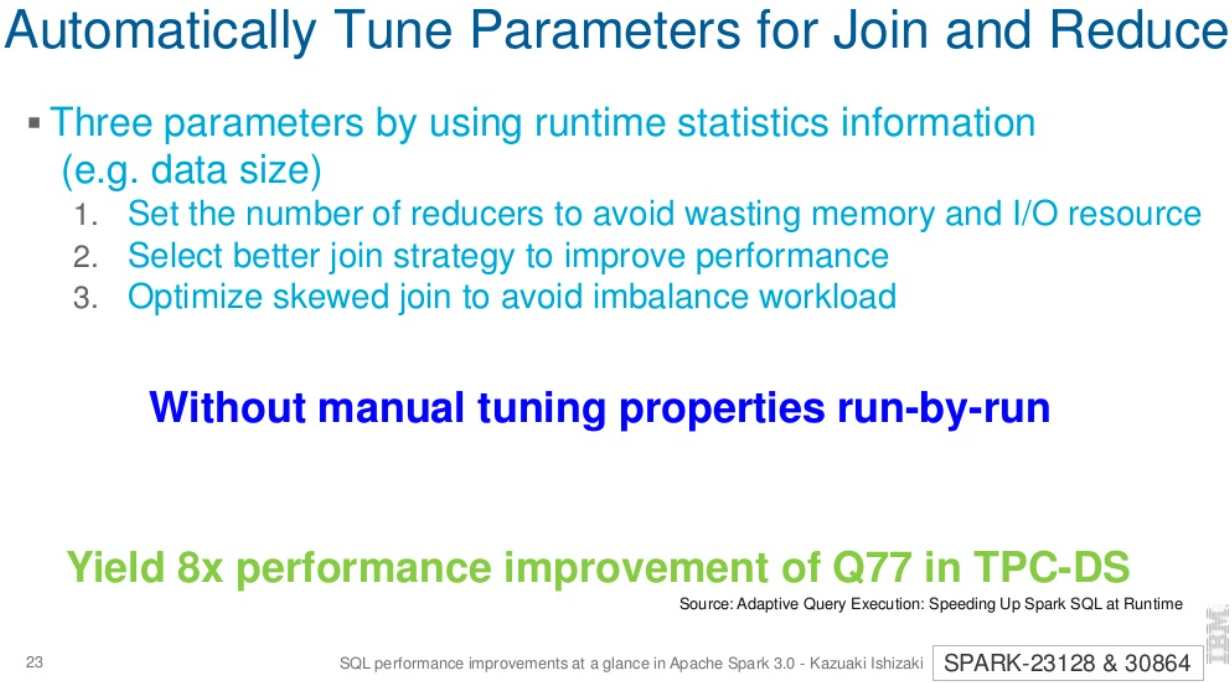 Automatically Tune Parameters for Join and Reduce
▪ Three parameters by using runtime statistics information
(e.g. data size)
1. Set the number of reducers to avoid wasting memory and I/O resource
2. Select better join strategy to improve performance
3. Optimize skewed join to avoid imbalance workload
Without manual tuning properties run-by-run
Yield 8x performance improvement of Q77 in TPC-DS
Source: Adaptive Query Execution: Speeding Up Spark SQL at Runtime
23
SQL performance improvements at a glance in Apache Spark 3.0 - Kazuaki Ishizaki
SPARK-23128 & 30864
IBM